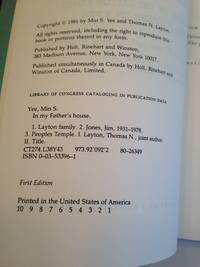 Copyright © 1981 by Min S. Yee and Thomas N. Layton.
All rights reserved, including the right to reproduce this
book or portions thereof in any form.
Published by Holt, Rinehart and Winston,
383 Madison Avenue, New York, New York 10017.
Published simultaneously in Canada by Holt, Rinehart and
Winston of Canada, Limited.
LIBRARY OF CONGRESS CATALOGING IN PUBLICATION DATA
Yee, Min S.
In my Father's house.
1. Layton family. 2. Jones, Jim, 1931-1978.
3. Peoples Temple. I. Layton, Thomas N., joint author.
II. Title.
CT274.L38Y43 973.92'092'2 80-26349
ISBN 0-03-53396-1
First Edition
Printed in the United States of America
10 9 8 7 6 5 4 3 2 1